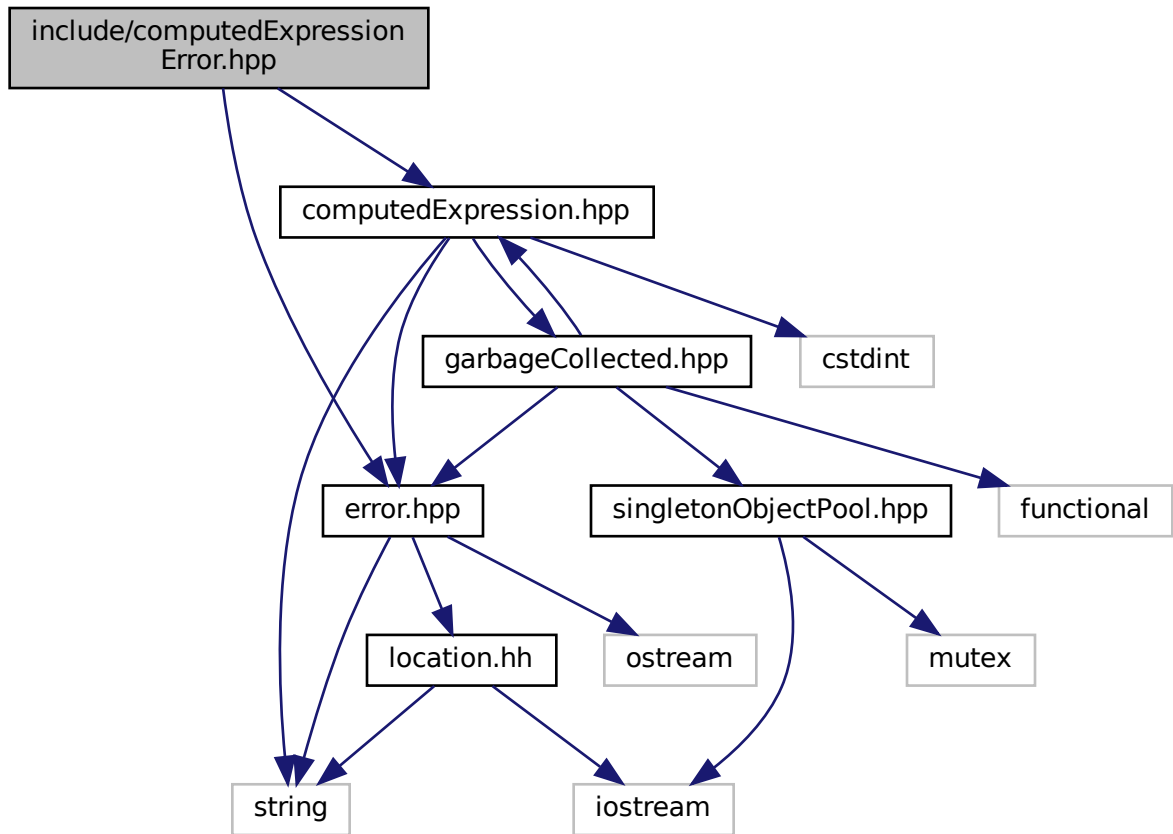 include/computedExpression
Error.hpp
computedExpression.hpp
garbageCollected.hpp
cstdint
error.hpp
singletonObjectPool.hpp
functional
location.hh
ostream
mutex
string
iostream